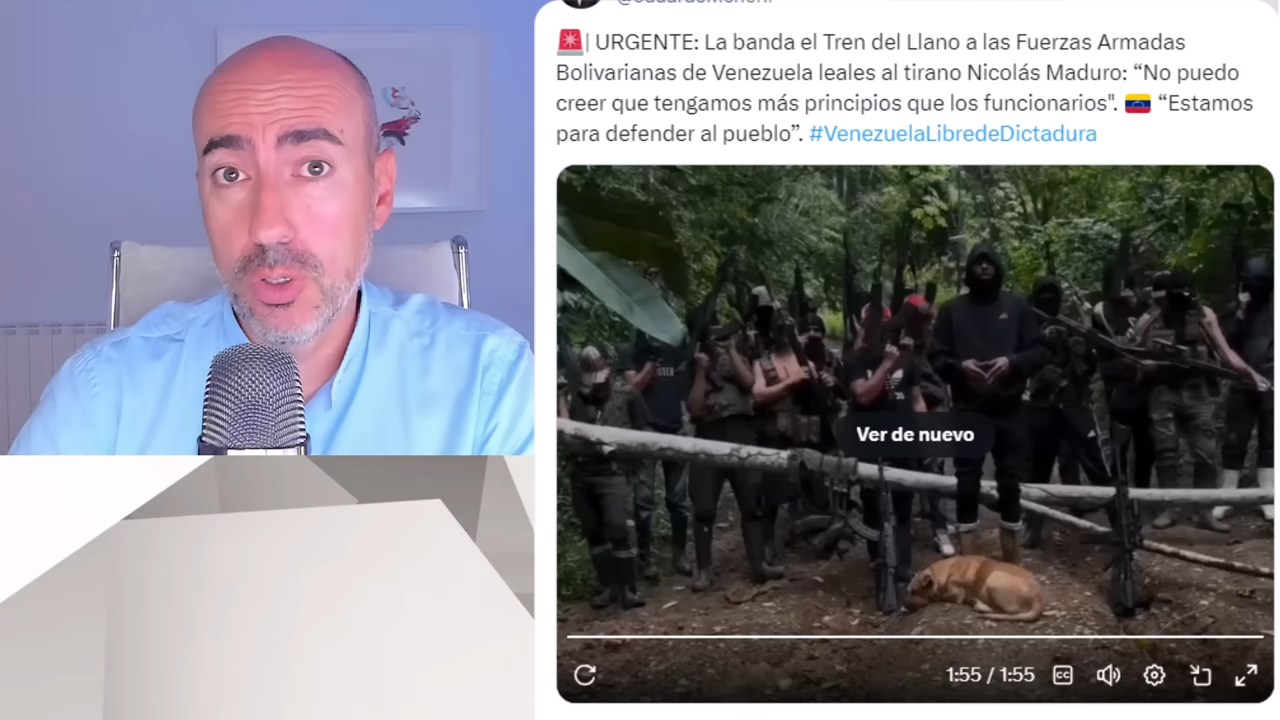 | URGENTE: La banda el Tren del Llano a las Fuerzas Armadas
Bolivarianas de Venezuela leales al tirano Nicolás Maduro: “No puedo
creer que tengamos más principios que los funcionarios". 🇻🇪 “Estamos
para defender al pueblo”. #VenezuelaLibredeDictadura
Ver de nuevo
1:55 / 1:55
CC